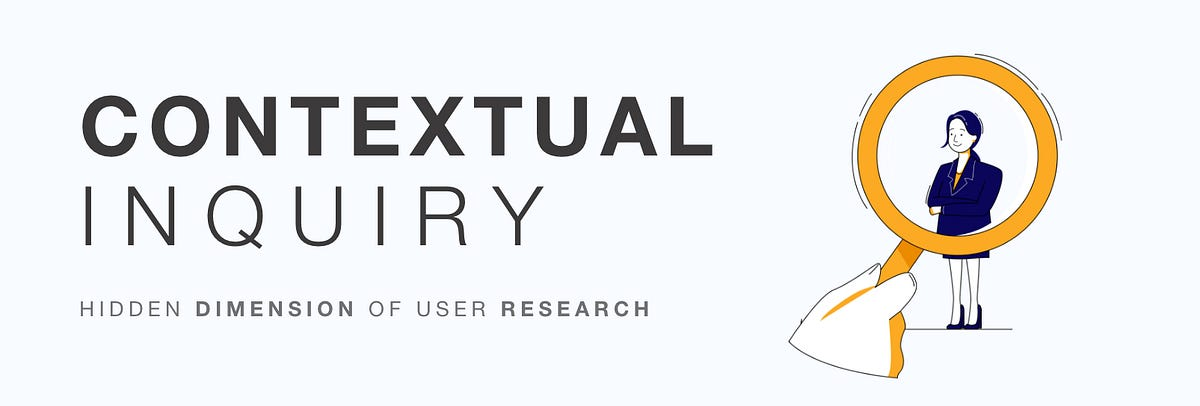 CONTEXTUAL
INQUIRY
HIDDEN DIMENSION OF USER RESEARCH